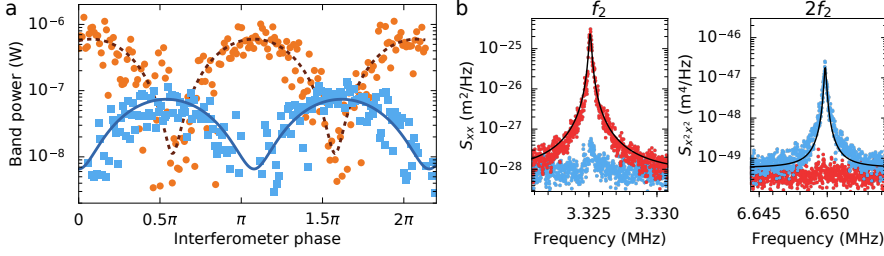 a
Band power (W)
10⁻⁶
10⁻⁷
10⁻⁸
0
0.5π
π
1.5π
2π
Interferometer phase
b
f₂
Sₓₓ (m²/Hz)
10⁻²⁵
10⁻²⁶
10⁻²⁷
10⁻²⁸
3.325
3.330
Frequency (MHz)
2f₂
Sₓ²ₓ² (m⁴/Hz)
10⁻⁴⁶
10⁻⁴⁷
10⁻⁴⁸
10⁻⁴⁹
6.645
6.650
Frequency (MHz)